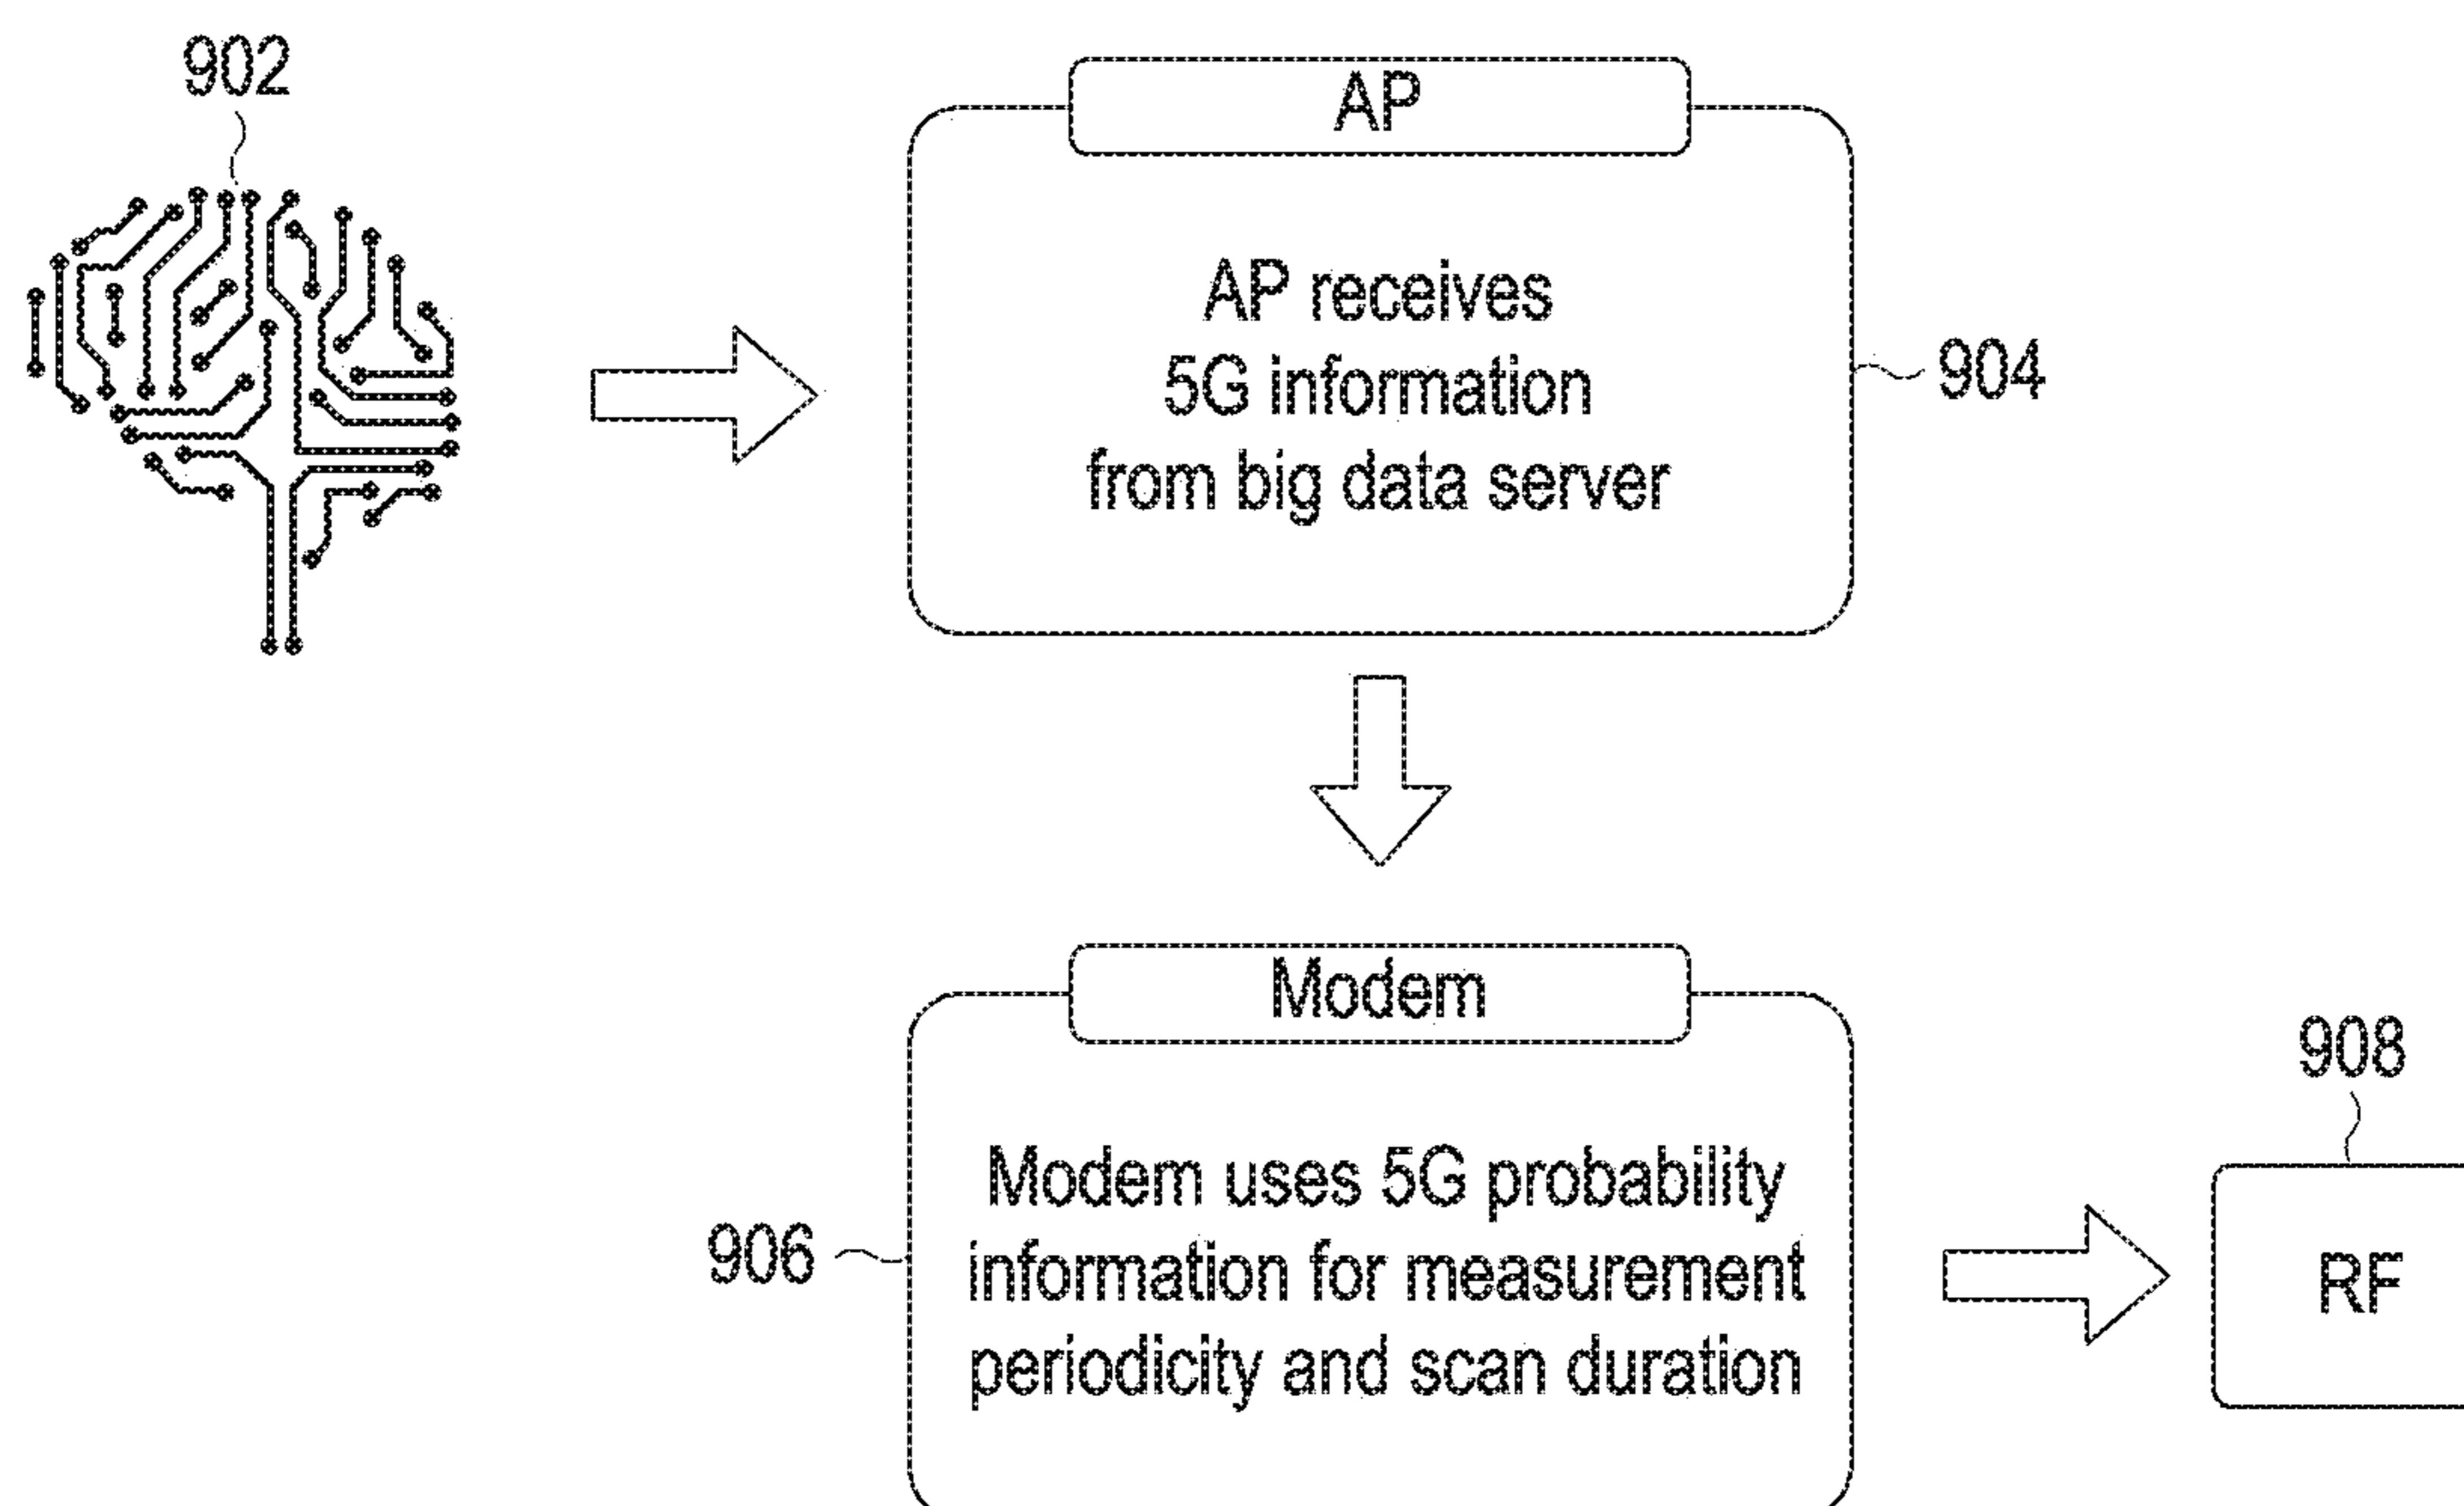 902
AP
AP receives
5G information
from big data server
904
Modem
Modem uses 5G probability
information for measurement
periodicity and scan duration
906
908
RF